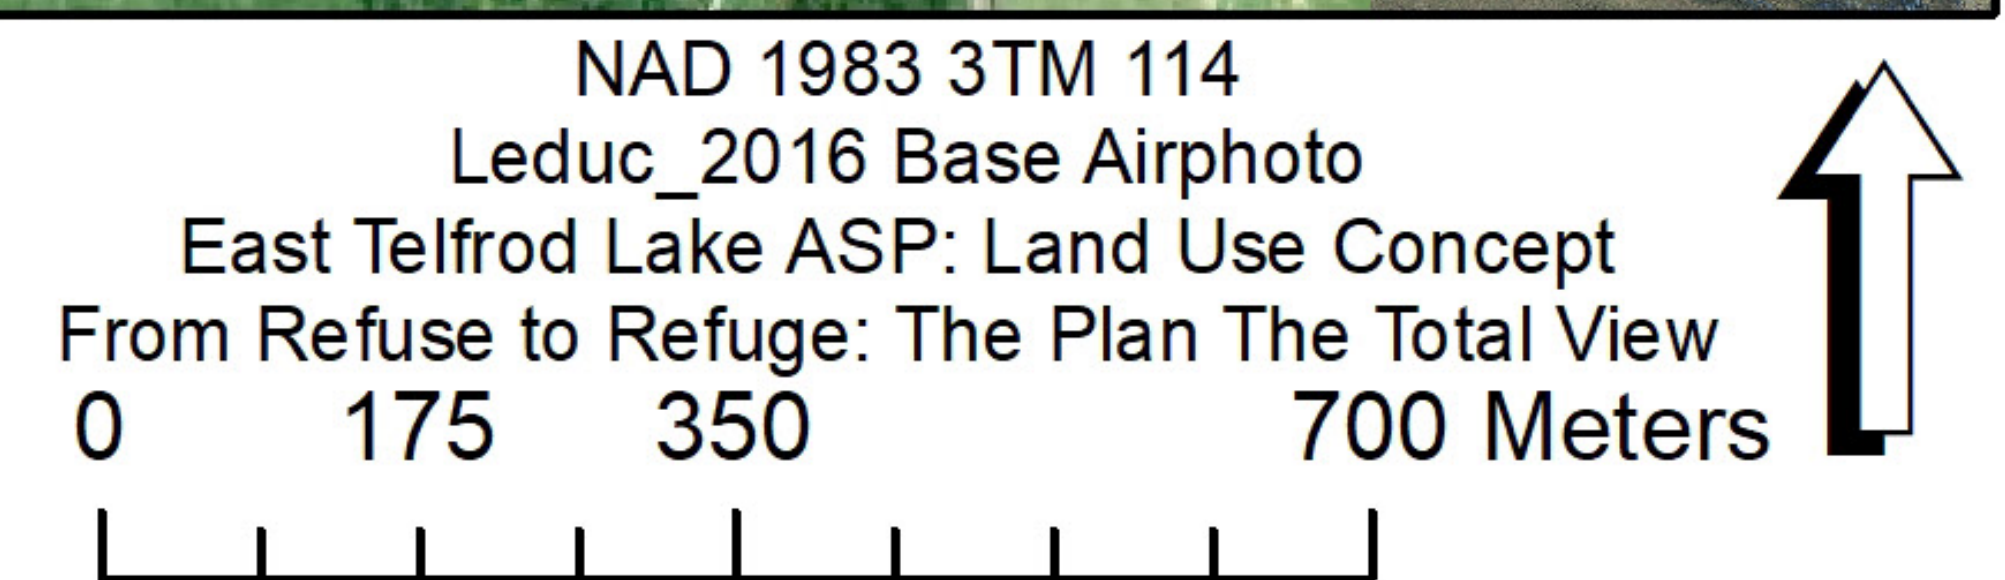 NAD 1983 3TM 114
Leduc_2016 Base Airphoto
East Telfrod Lake ASP: Land Use Concept
From Refuse to Refuge: The Plan The Total View
0 175 350 700 Meters